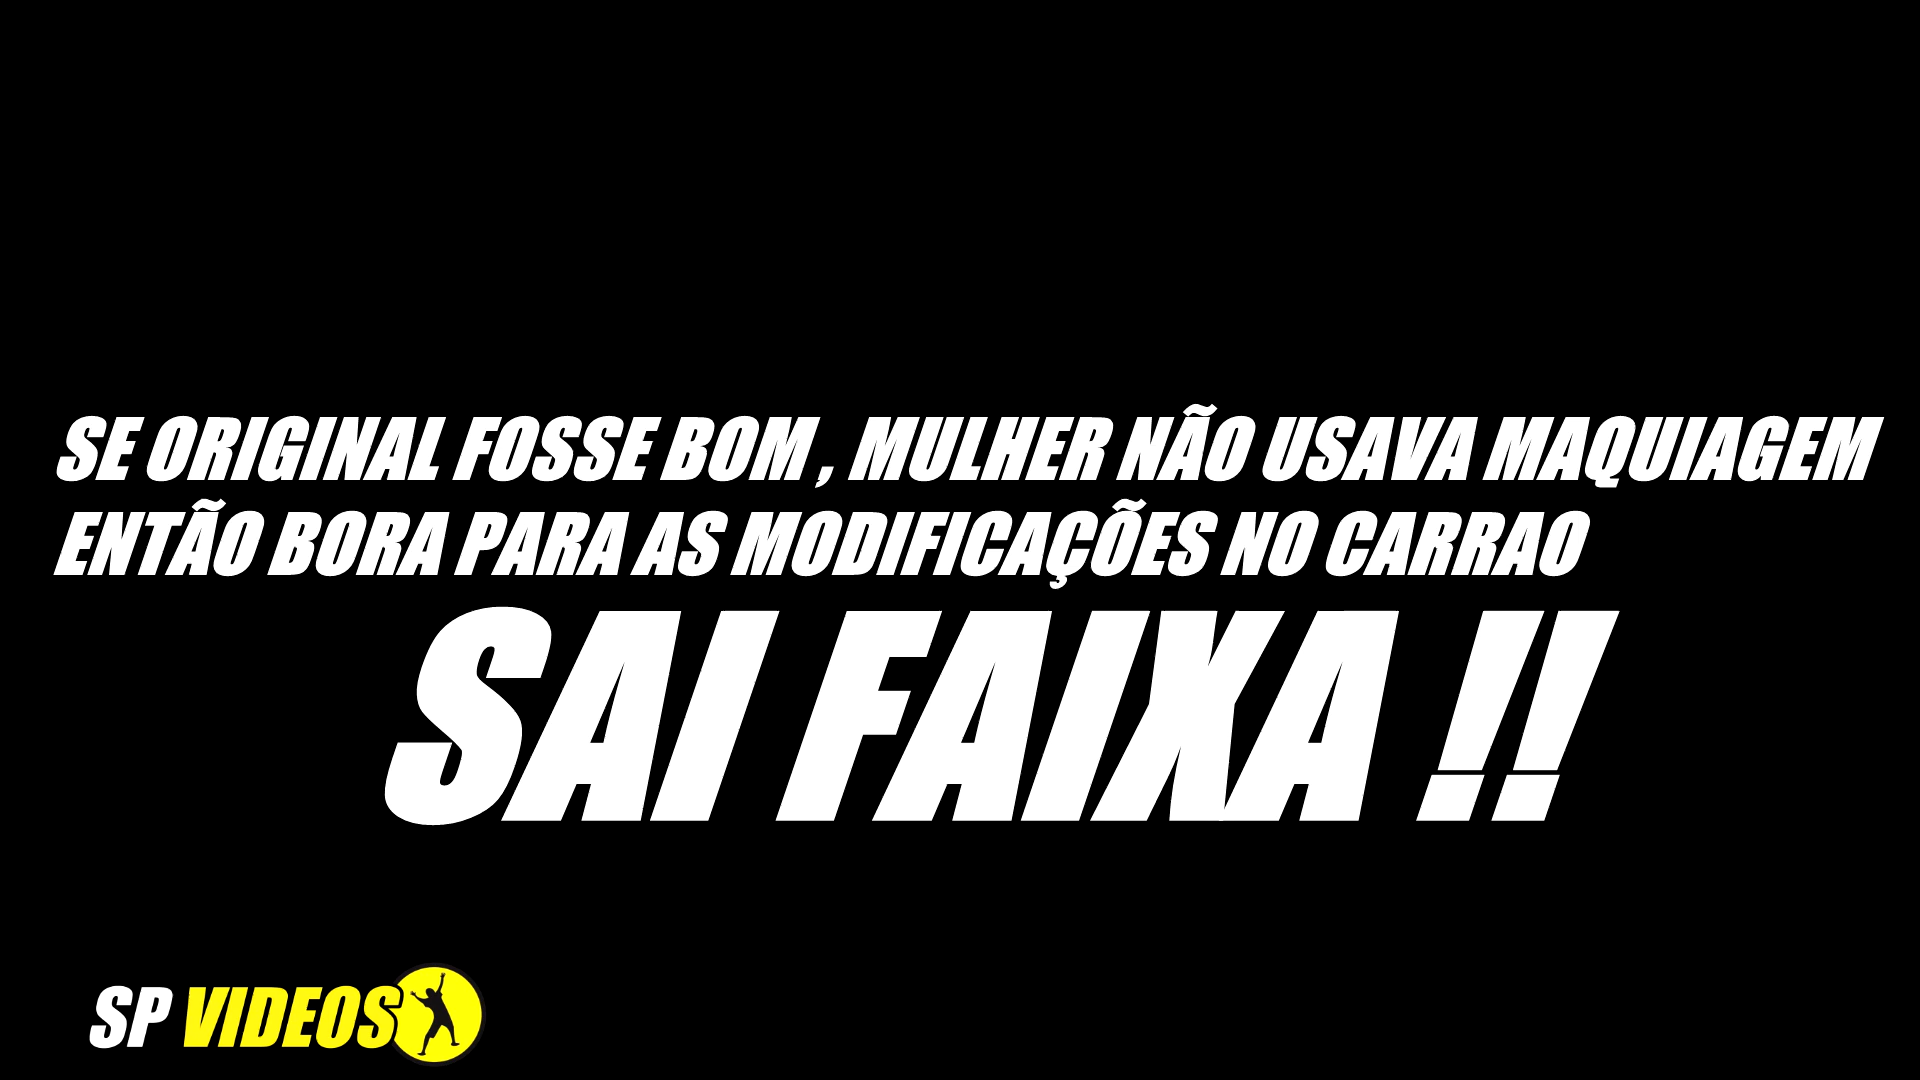 SE ORIGINAL FOSSE BOM , MULHER NÃO USAVA MAQUIAGEM
ENTÃO BORA PARA AS MODIFICAÇÕES NO CARRAO
SAI FAIXA !!
SP VIDEOS